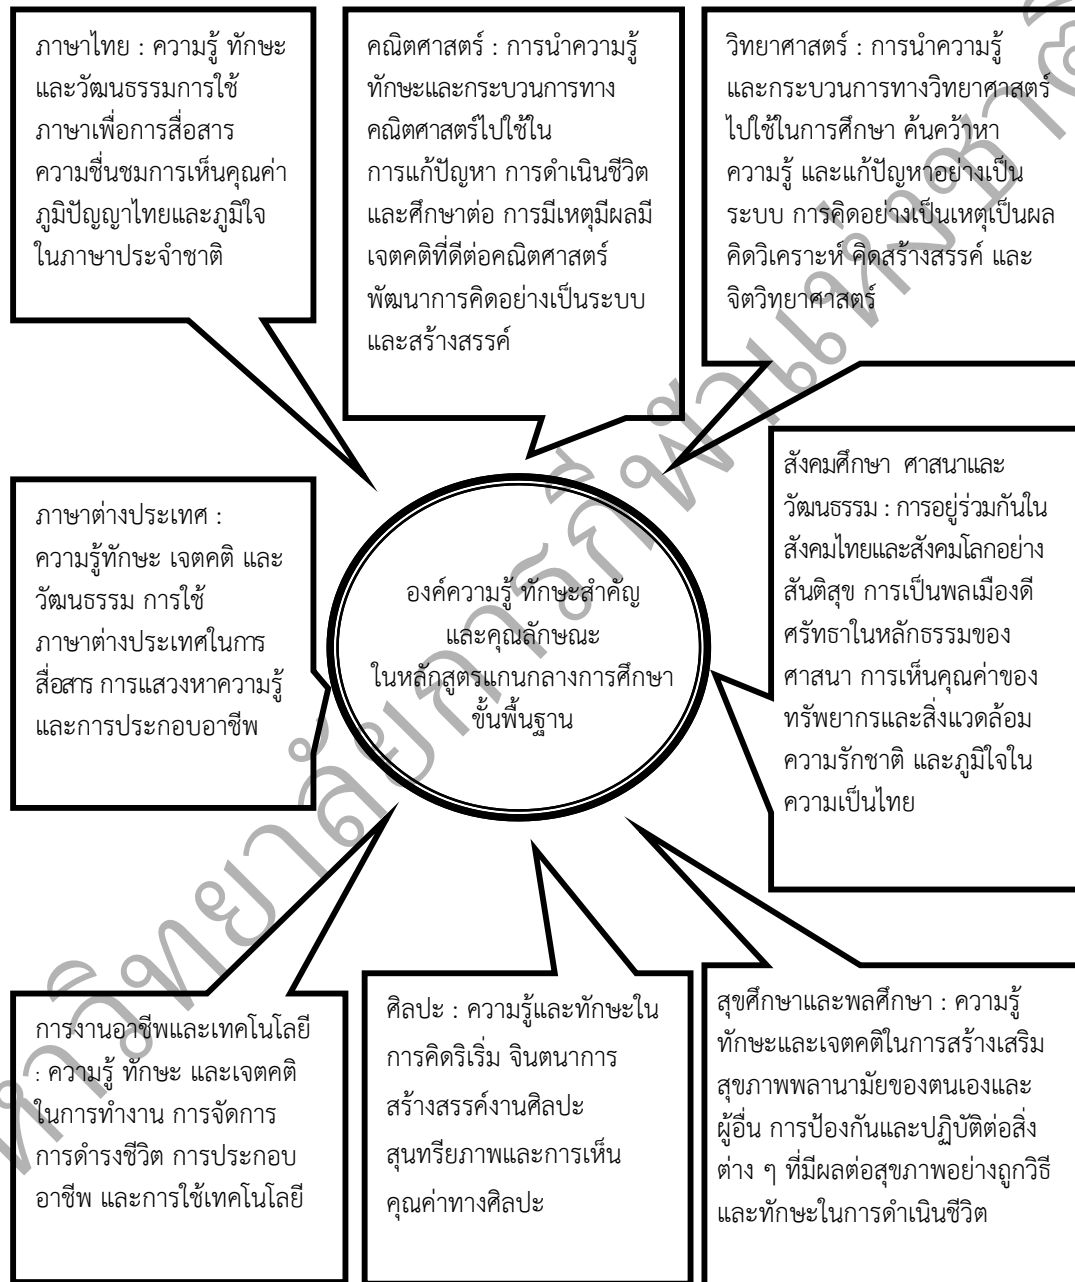 ภาษาไทย : ความรู้ ทักษะ
และวัฒนธรรมการใช้
ภาษาเพื่อการสื่อสาร
ความชื่นชมการเห็นคุณค่า
ภูมิปัญญาไทยและภูมิใจ
ในภาษาประจำชาติ
คณิตศาสตร์ : การนำความรู้
ทักษะและกระบวนการทาง
คณิตศาสตร์ไปใช้ใน
การแก้ปัญหา การดำเนินชีวิต
และศึกษาต่อ การมีเหตุมีผลมี
เจตคติที่ดีต่อคณิตศาสตร์
พัฒนาการคิดอย่างเป็นระบบ
และสร้างสรรค์
วิทยาศาสตร์ : การนำความรู้
และกระบวนการทางวิทยาศาสตร์
ไปใช้ในการศึกษา ค้นคว้าหา
ความรู้ และแก้ปัญหาอย่างเป็น
ระบบ การคิดอย่างเป็นเหตุเป็นผล
คิดวิเคราะห์ คิดสร้างสรรค์ และ
จิตวิทยาศาสตร์
ภาษาต่างประเทศ :
ความรู้ทักษะ เจตคติ และ
วัฒนธรรม การใช้
ภาษาต่างประเทศในการ
สื่อสาร การแสวงหาความรู้
และการประกอบอาชีพ
องค์ความรู้ ทักษะสำคัญ
และคุณลักษณะ
ในหลักสูตรแกนกลางการศึกษา
ขั้นพื้นฐาน
สังคมศึกษา ศาสนาและ
วัฒนธรรม : การอยู่ร่วมกันใน
สังคมไทยและสังคมโลกอย่าง
สันติสุข การเป็นพลเมืองดี
ศรัทธาในหลักธรรมของ
ศาสนา การเห็นคุณค่าของ
ทรัพยากรและสิ่งแวดล้อม
ความรักชาติ และภูมิใจใน
ความเป็นไทย
การงานอาชีพและเทคโนโลยี
: ความรู้ ทักษะ และเจตคติ
ในการทำงาน การจัดการ
การดำรงชีวิต การประกอบ
อาชีพ และการใช้เทคโนโลยี
ศิลปะ : ความรู้และทักษะใน
การคิดริเริ่ม จินตนาการ
สร้างสรรค์งานศิลปะ
สุนทรียภาพและการเห็น
คุณค่าทางศิลปะ
สุขศึกษาและพลศึกษา : ความรู้
ทักษะและเจตคติในการสร้างเสริม
สุขภาพพลานามัยของตนเองและ
ผู้อื่น การป้องกันและปฏิบัติต่อสิ่ง
ต่าง ๆ ที่มีผลต่อสุขภาพอย่างถูกวิธี
และทักษะในการดำเนินชีวิต
หาวิทยาลัยการกีฬาแห่งชาติ